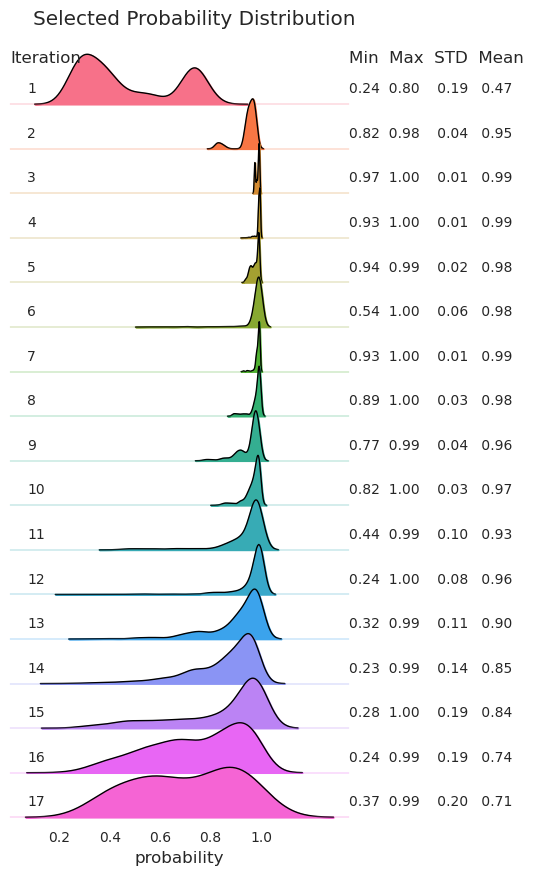 Selected Probability Distribution
Iteration Min Max STD Mean
1 0.24 0.80 0.19 0.47
2 0.82 0.98 0.04 0.95
3 0.97 1.00 0.01 0.99
4 0.93 1.00 0.01 0.99
5 0.94 0.99 0.02 0.98
6 0.54 1.00 0.06 0.98
7 0.93 1.00 0.01 0.99
8 0.89 1.00 0.03 0.98
9 0.77 0.99 0.04 0.96
10 0.82 1.00 0.03 0.97
11 0.44 0.99 0.10 0.93
12 0.24 1.00 0.08 0.96
13 0.32 0.99 0.11 0.90
14 0.23 0.99 0.14 0.85
15 0.28 1.00 0.19 0.84
16 0.24 0.99 0.19 0.74
17 0.37 0.99 0.20 0.71
0.2 0.4 0.6 0.8 1.0
probability